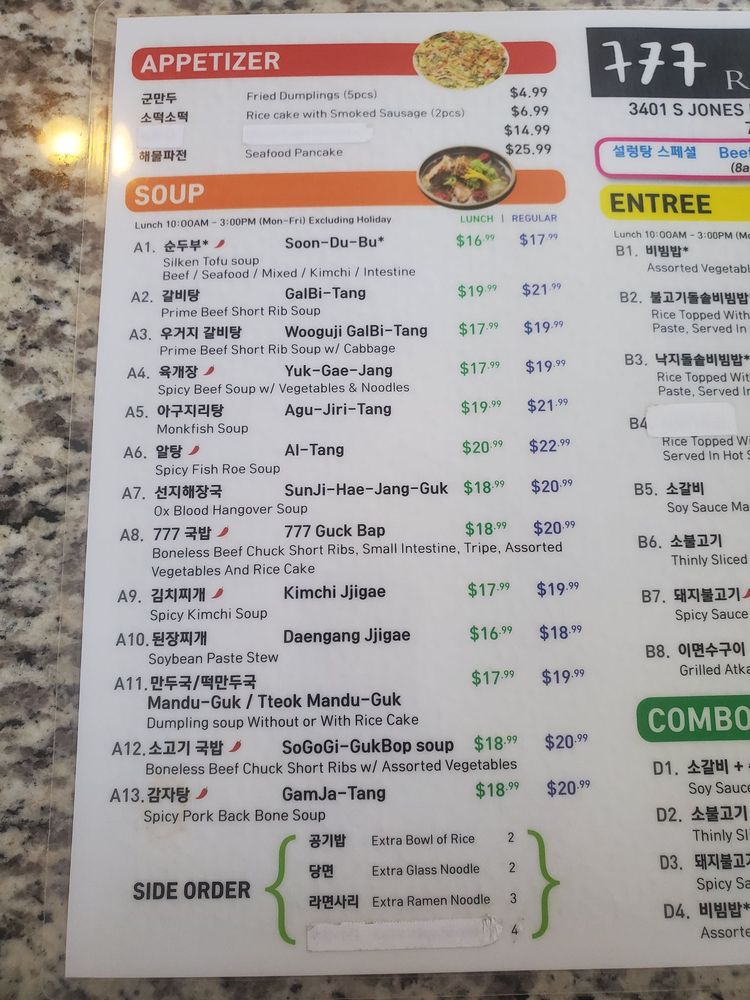 APPETIZER
군만두 Fried Dumplings (5pcs) $4.99
소떡소떡 Rice cake with Smoked Sausage (2pcs) $6.99
$14.99
해물파전 Seafood Pancake $25.99
SOUP
Lunch 10:00AM - 3:00PM (Mon-Fri) Excluding Holiday LUNCH | REGULAR
A1. 순두부* Soon-Du-Bu* $16.99 $17.99
Silken Tofu soup
Beef / Seafood / Mixed / Kimchi / Intestine
A2. 갈비탕 GalBi-Tang $19.99 $21.99
Prime Beef Short Rib Soup
A3. 우거지 갈비탕 Wooguji GalBi-Tang $17.99 $19.99
Prime Beef Short Rib Soup w/ Cabbage
A4. 육개장 Yuk-Gae-Jang $17.99 $19.99
Spicy Beef Soup w/ Vegetables & Noodles
A5. 아구지리탕 Agu-Jiri-Tang $19.99 $21.99
Monkfish Soup
A6. 알탕 Al-Tang $20.99 $22.99
Spicy Fish Roe Soup
A7. 선지해장국 SunJi-Hae-Jang-Guk $18.99 $20.99
Ox Blood Hangover Soup
A8. 777 국밥 777 Guck Bap $18.99 $20.99
Boneless Beef Chuck Short Ribs, Small Intestine, Tripe, Assorted
Vegetables And Rice Cake
A9. 김치찌개 Kimchi Jjigae $17.99 $19.99
Spicy Kimchi Soup
A10. 된장찌개 Daengang Jjigae $16.99 $18.99
Soybean Paste Stew
A11. 만두국/떡만두국 $17.99 $19.99
Mandu-Guk / Tteok Mandu-Guk
Dumpling soup Without or With Rice Cake
A12. 소고기 국밥 SoGoGi-GukBop soup $18.99 $20.99
Boneless Beef Chuck Short Ribs w/ Assorted Vegetables
A13. 감자탕 GamJa-Tang $18.99 $20.99
Spicy Pork Back Bone Soup
SIDE ORDER
공기밥 Extra Bowl of Rice 2
당면 Extra Glass Noodle 2
라면사리 Extra Ramen Noodle 3
4
777 R
3401 S JONES
7
설렁탕 스페셜 Beef
(8a
ENTREE
Lunch 10:00AM - 3:00PM (Mo
B1. 비빔밥*
Assorted Vegetabl
B2. 불고기돌솥비빔밥
Rice Topped With
Paste, Served In
B3. 낙지돌솥비빔밥*
Rice Topped Wit
Paste, Served In
B4
Rice Topped W
Served In Hot S
B5. 소갈비
Soy Sauce Ma
B6. 소불고기
Thinly Sliced
B7. 돼지불고기
Spicy Sauce
B8. 이면수구이
Grilled Atka
COMBO
D1. 소갈비 +
Soy Sauce
D2. 소불고기
Thinly Sl
D3. 돼지불고기
Spicy Sa
D4. 비빔밥*
Assorte